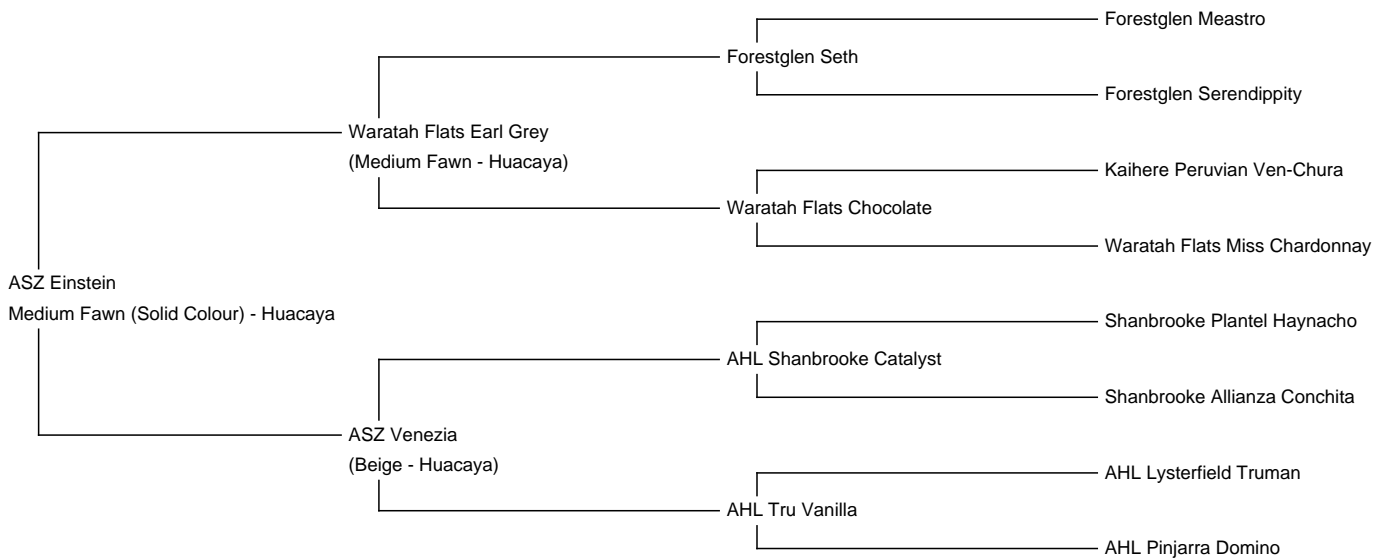 Forestglen Meastro
Forestglen Seth
Forestglen Serendippity
Waratah Flats Earl Grey
(Medium Fawn - Huacaya)
Kaihere Peruvian Ven-Chura
Waratah Flats Chocolate
Waratah Flats Miss Chardonnay
ASZ Einstein
Medium Fawn (Solid Colour) - Huacaya
Shanbrooke Plantel Haynacho
AHL Shanbrooke Catalyst
Shanbrooke Allianza Conchita
ASZ Venezia
(Beige - Huacaya)
AHL Lysterfield Truman
AHL Tru Vanilla
AHL Pinjarra Domino